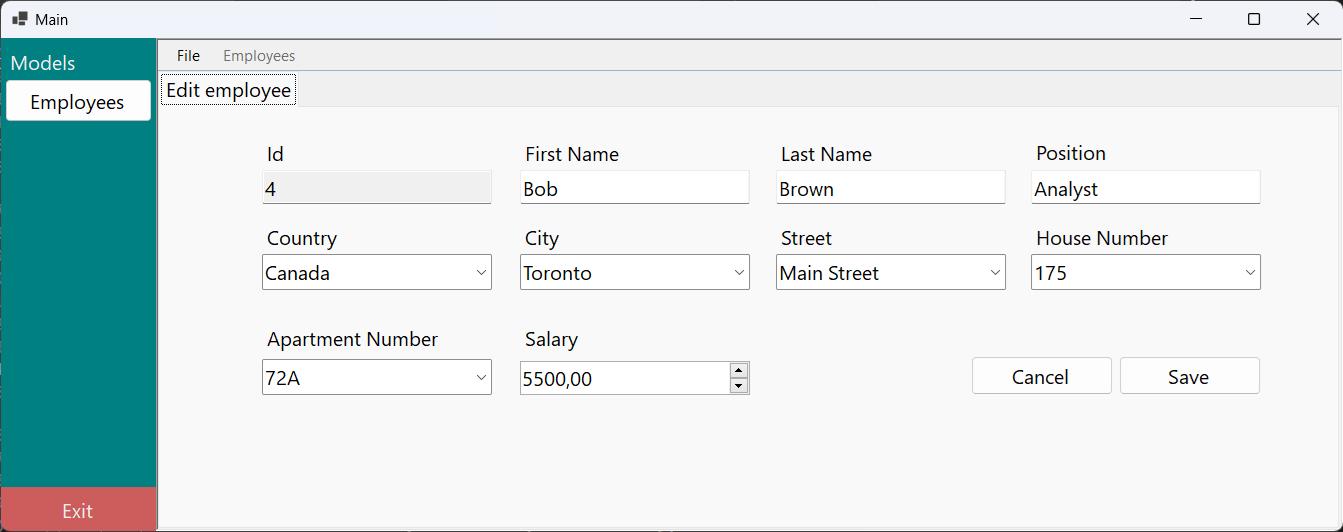 Main
Models
File Employees
Employees
Edit employee
Id First Name Last Name Position
4 Bob Brown Analyst
Country City Street House Number
Canada Toronto Main Street 175
Apartment Number Salary
72A 5500,00 Cancel Save
Exit